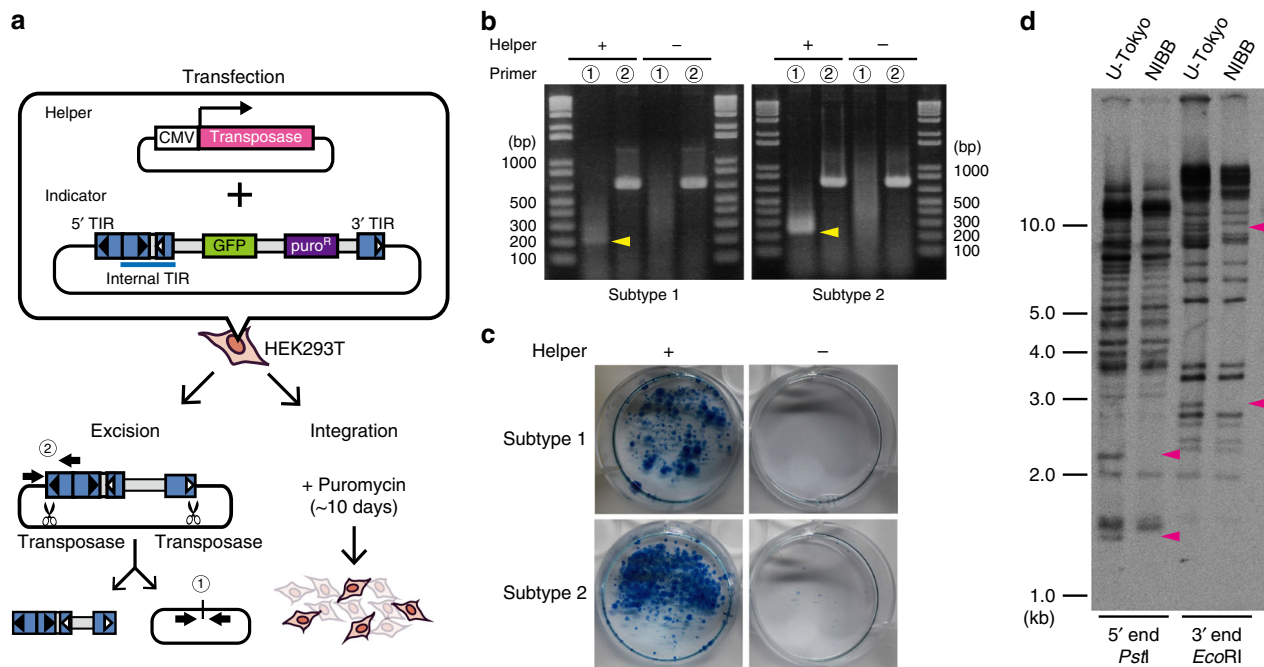 a
Transfection
Helper
CMV Transposase
+
Indicator
5′ TIR 3′ TIR
GFP puroR
Internal TIR
HEK293T
Excision Integration
②
+ Puromycin
(~10 days)
Transposase Transposase
①
b
Helper + − + −
Primer ① ② ① ② ① ② ① ②
(bp)
1000
500
300
200
100
(bp)
1000
500
300
200
100
Subtype 1 Subtype 2
c
Helper + −
Subtype 1
Subtype 2
d
U-Tokyo NIBB U-Tokyo NIBB
10.0
5.0
4.0
3.0
2.0
1.0
(kb)
5′ end 3′ end
PstI EcoRI